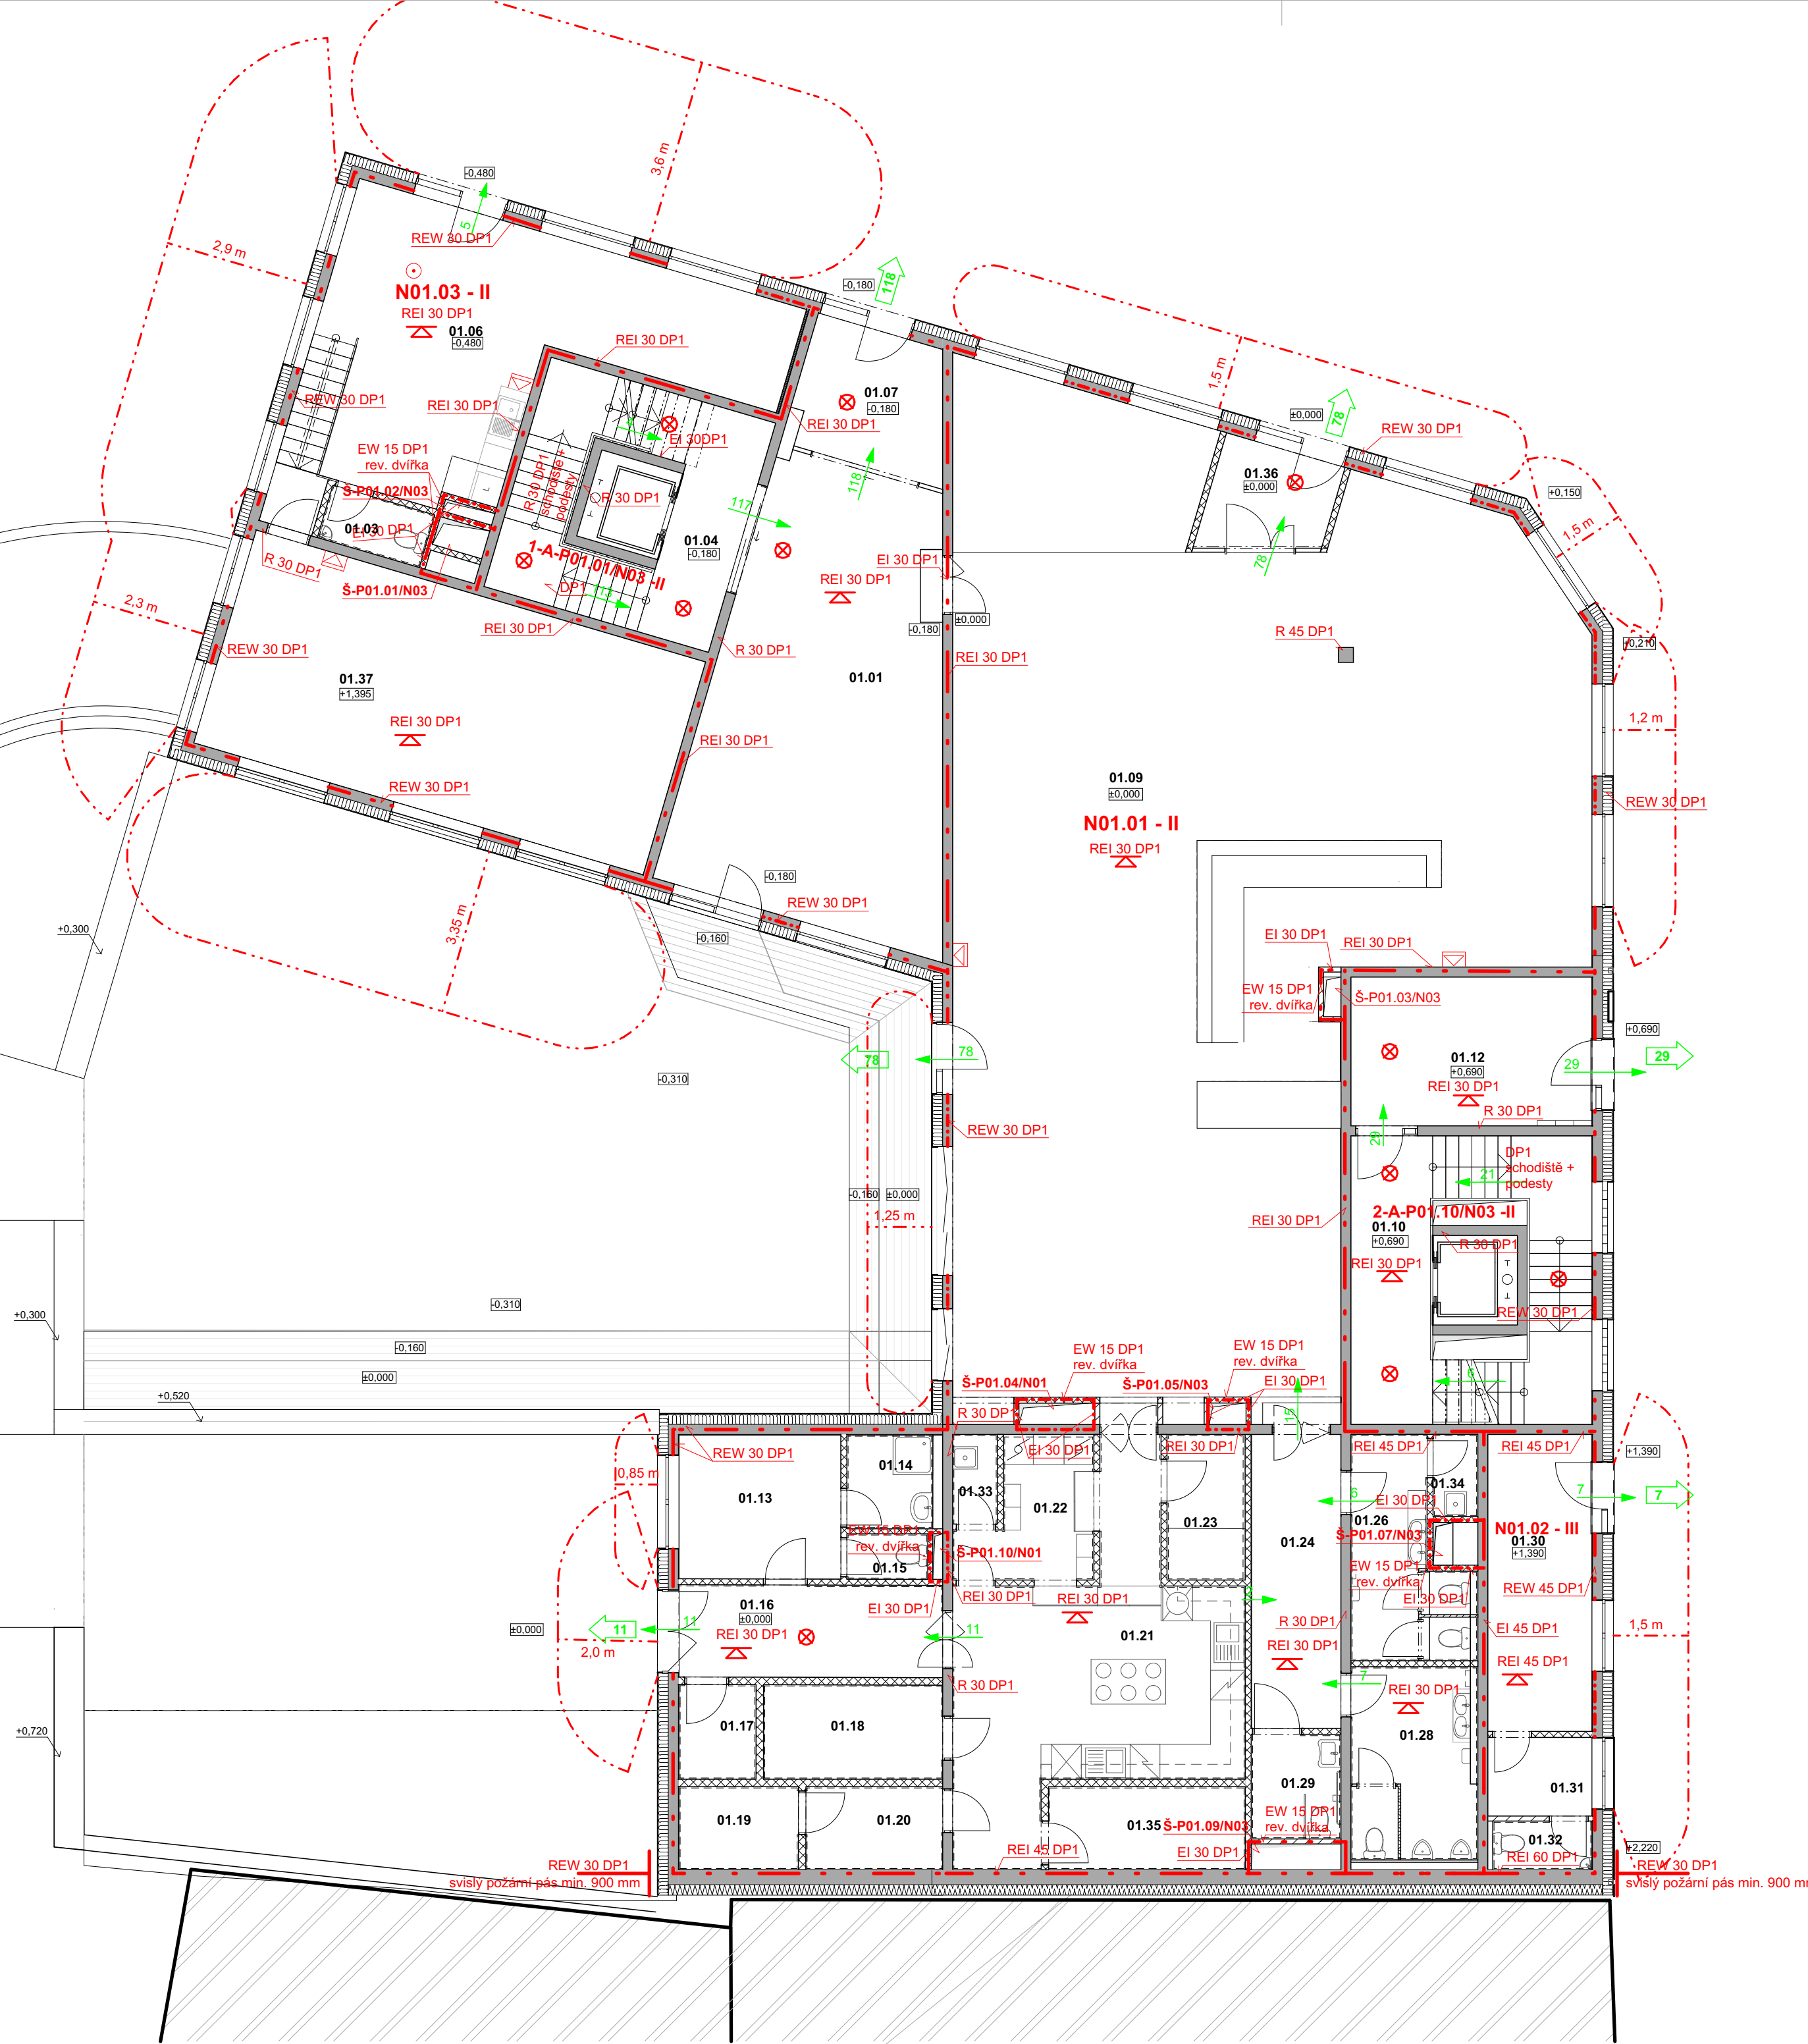 3,6 m
-0,480
5
REW 30 DP1
2,9 m
N01.03 - II
REI 30 DP1
01.06
-0,480
-0,180
118
REI 30 DP1
1,5 m
±0,000
78
REW 30 DP1
REW 30 DP1
REI 30 DP1
01.07
-0,180
REI 30 DP1
EW 15 DP1
rev. dvířka
EI 30DP1
Š-P01.02/N03
R 30 DP1
schodiště +
podesty
R 30 DP1
118
117
01.36
±0,000
+0,150
1,5 m
01.03
EI 30 DP1
01.04
-0,180
78
R 30 DP1
1-A-P01.01/N03 -II
EI 30 DP1
Š-P01.01/N03
DP1
113
REI 30 DP1
2,3 m
REI 30 DP1
-0,180
±0,000
R 45 DP1
+0,210
REW 30 DP1
R 30 DP1
REI 30 DP1
01.37
+1,395
01.01
REI 30 DP1
REI 30 DP1
1,2 m
REW 30 DP1
01.09
±0,000
REW 30 DP1
N01.01 - II
REI 30 DP1
-0,180
REW 30 DP1
3,35 m
+0,300
-0,160
EI 30 DP1
REI 30 DP1
EW 15 DP1
rev. dvířka
Š-P01.03/N03
+0,690
78
78
01.12
+0,690
29
29
-0,310
REI 30 DP1
R 30 DP1
REW 30 DP1
29
DP1
schodiště +
podesty
21
-0,160
±0,000
1,25 m
REI 30 DP1
2-A-P01.10/N03 -II
01.10
+0,690
R 30 DP1
REI 30 DP1
-0,310
+0,300
REW 30 DP1
-0,160
EW 15 DP1
rev. dvířka
EW 15 DP1
rev. dvířka
±0,000
Š-P01.04/N01
Š-P01.05/N03
EI 30 DP1
6
+0,520
R 30 DP1
15
REW 30 DP1
EI 30 DP1
REI 30 DP1
REI 45 DP1
REI 45 DP1
+1,390
01.14
0,85 m
01.13
01.33
01.22
01.23
01.34
6
EI 30 DP1
7
7
01.24
01.26
N01.02 - III
EW 15 DP1
rev. dvířka
Š-P01.07/N03
01.30
+1,390
Š-P01.10/N01
01.15
EW 15 DP1
rev. dvířka
REW 45 DP1
REI 30 DP1
01.16
±0,000
EI 30 DP1
REI 30 DP1
EI 30 DP1
±0,000
11
11
REI 30 DP1
11
01.21
R 30 DP1
EI 45 DP1
1,5 m
2,0 m
REI 30 DP1
REI 45 DP1
7
R 30 DP1
REI 30 DP1
+0,720
01.17
01.18
01.28
01.29
01.31
01.19
01.20
01.35
Š-P01.09/N03
EW 15 DP1
rev. dvířka
01.32
+2,220
REI 45 DP1
EI 30 DP1
REI 60 DP1
REW 30 DP1
svislý požární pás min. 900 mm
REW 30 DP1